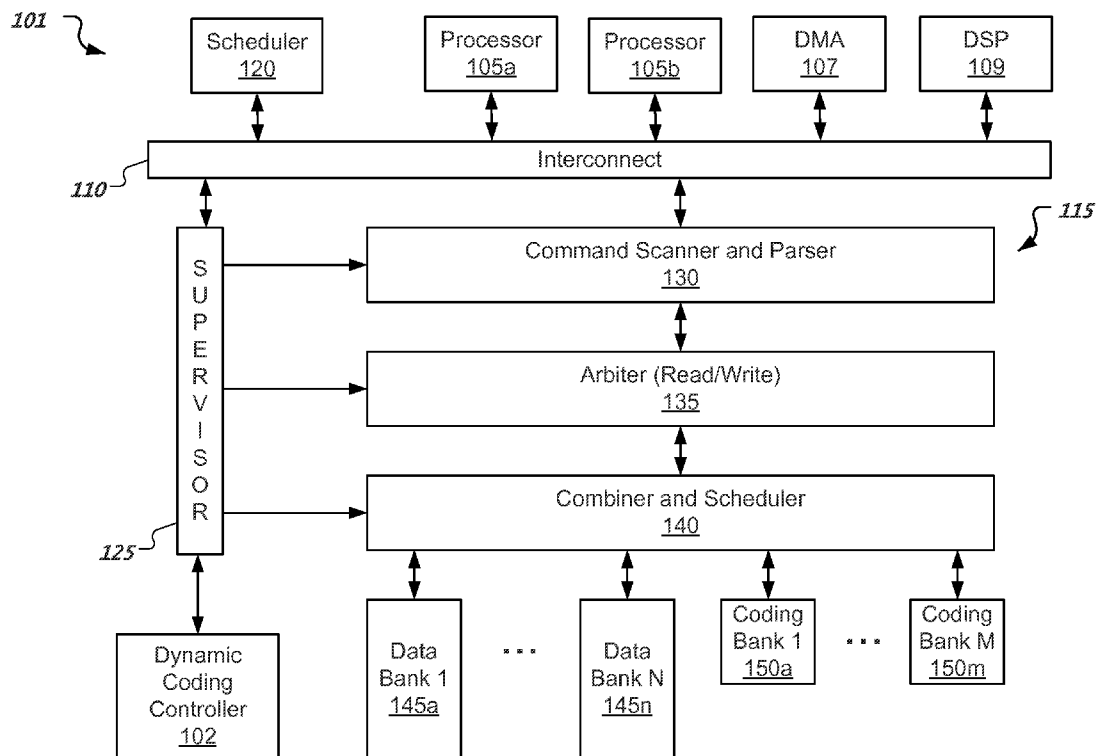 101
Scheduler
120
Processor
105a
Processor
105b
DMA
107
DSP
109
Interconnect
110
115
SUPERVISOR
125
Command Scanner and Parser
130
Arbiter (Read/Write)
135
Combiner and Scheduler
140
Dynamic
Coding
Controller
102
Data
Bank 1
145a
...
Data
Bank N
145n
Coding
Bank 1
150a
...
Coding
Bank M
150m